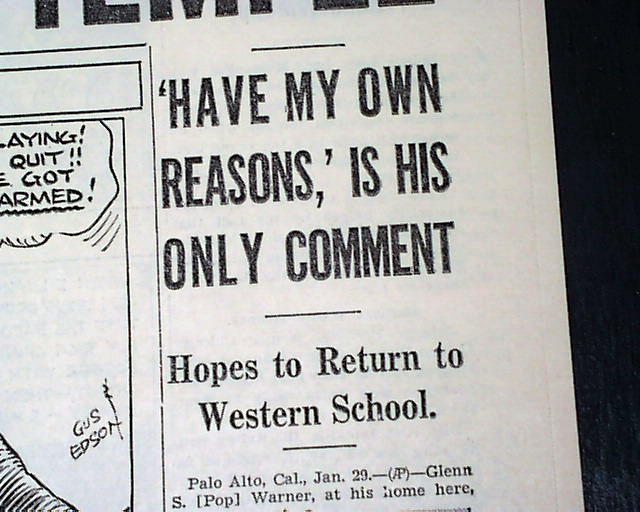 TEMPLE
'HAVE MY OWN
REASONS,' IS HIS
ONLY COMMENT
Hopes to Return to
Western School.
Palo Alto, Cal., Jan. 29.—(AP)—Glenn
S. [Pop] Warner, at his home here,
LAYING!
QUIT!!
E GOT
ARMED!
GUS
EDSON